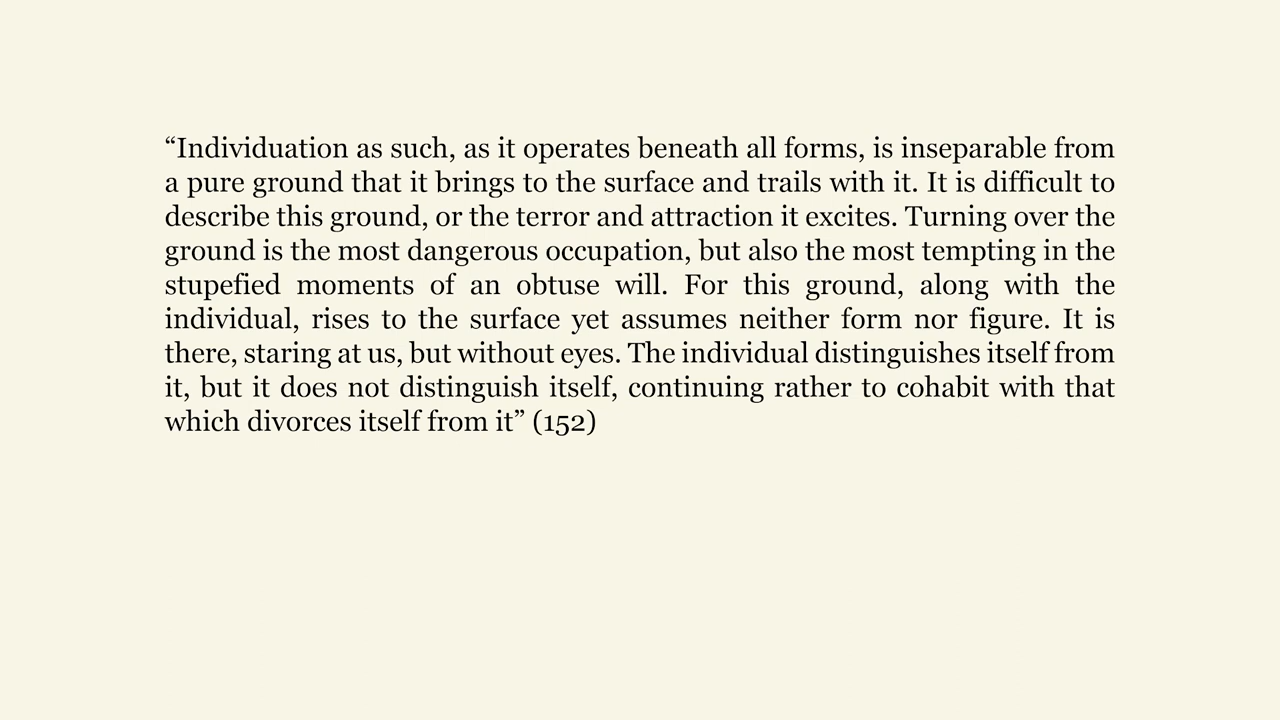 “Individuation as such, as it operates beneath all forms, is inseparable from
a pure ground that it brings to the surface and trails with it. It is difficult to
describe this ground, or the terror and attraction it excites. Turning over the
ground is the most dangerous occupation, but also the most tempting in the
stupefied moments of an obtuse will. For this ground, along with the
individual, rises to the surface yet assumes neither form nor figure. It is
there, staring at us, but without eyes. The individual distinguishes itself from
it, but it does not distinguish itself, continuing rather to cohabit with that
which divorces itself from it” (152)